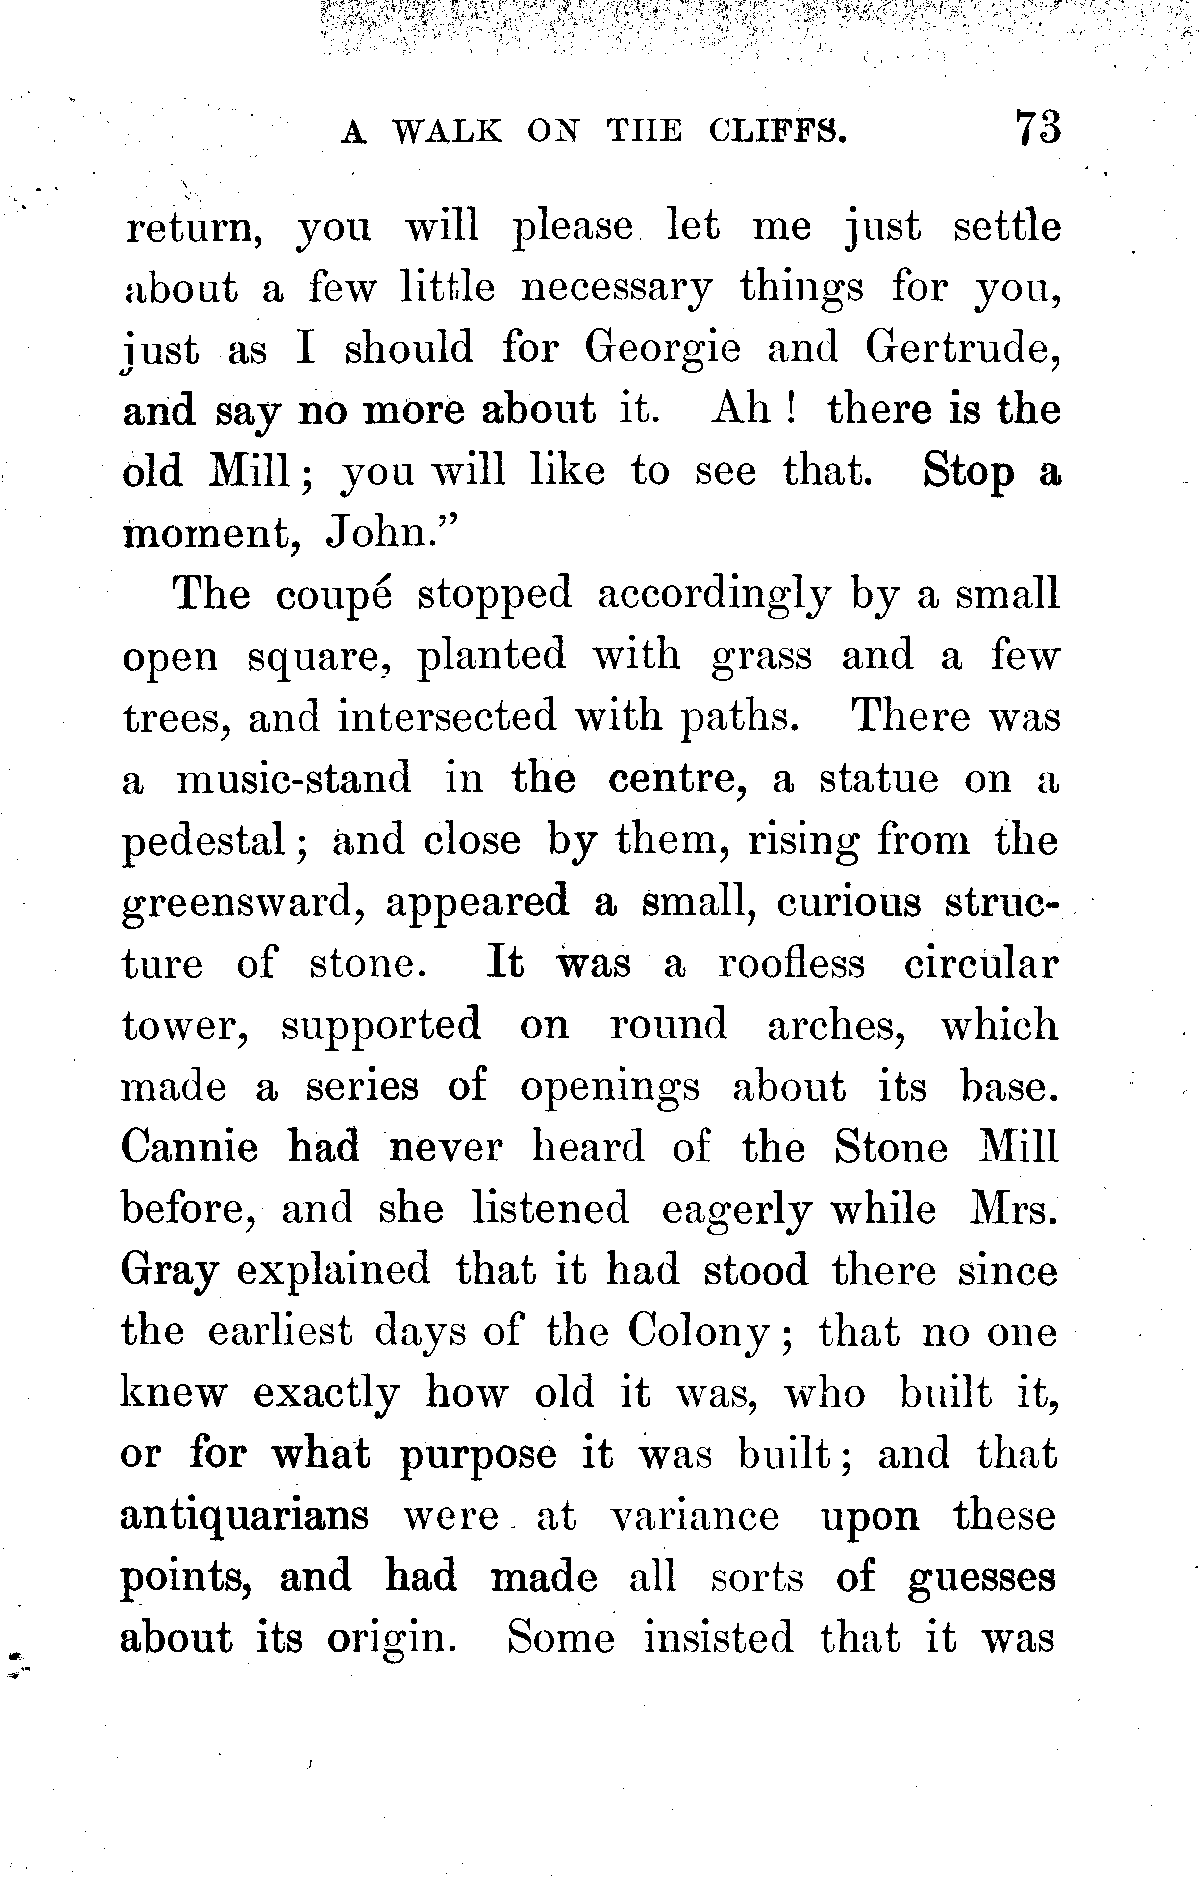 A WALK ON THE CLIFFS. 73
return, you will please let me just settle
about a few little necessary things for you,
just as I should for Georgie and Gertrude,
and say no more about it. Ah! there is the
old Mill; you will like to see that. Stop a
moment, John.”
The coupé stopped accordingly by a small
open square, planted with grass and a few
trees, and intersected with paths. There was
a music-stand in the centre, a statue on a
pedestal; and close by them, rising from the
greensward, appeared a small, curious struc-
ture of stone. It was a roofless circular
tower, supported on round arches, which
made a series of openings about its base.
Cannie had never heard of the Stone Mill
before, and she listened eagerly while Mrs.
Gray explained that it had stood there since
the earliest days of the Colony; that no one
knew exactly how old it was, who built it,
or for what purpose it was built; and that
antiquarians were at variance upon these
points, and had made all sorts of guesses
about its origin. Some insisted that it was